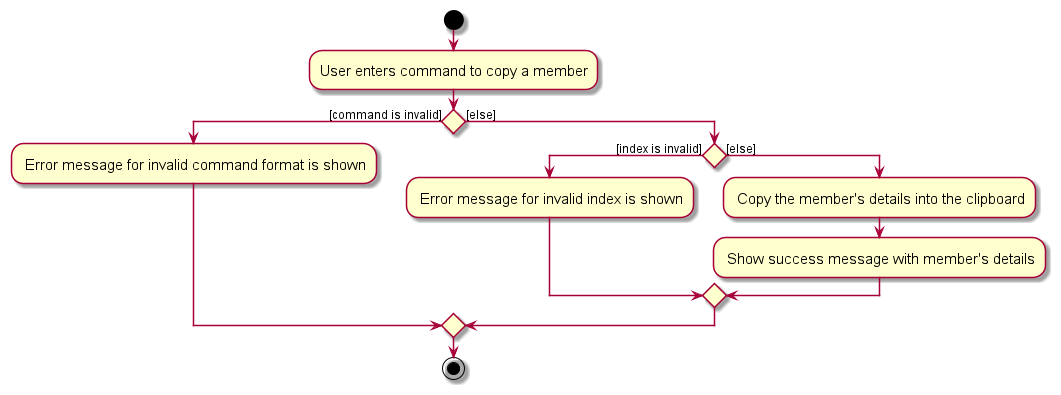 User enters command to copy a member
[command is invalid]
[else]
Error message for invalid command format is shown
[index is invalid]
[else]
Error message for invalid index is shown
Copy the member's details into the clipboard
Show success message with member's details